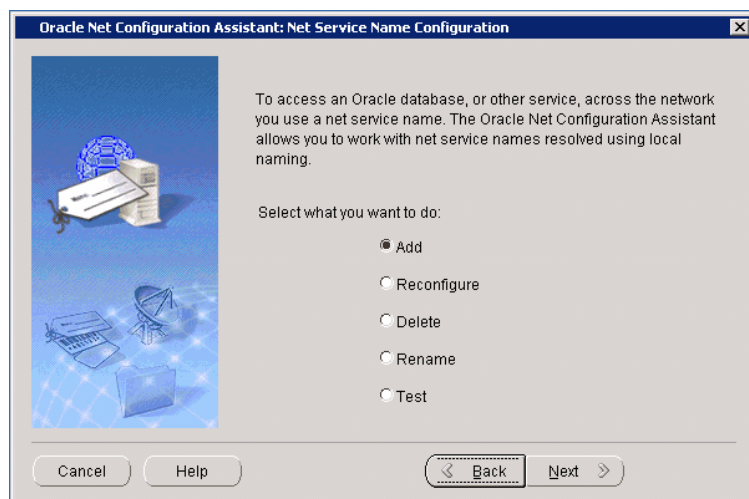 Oracle Net Configuration Assistant: Net Service Name Configuration
To access an Oracle database, or other service, across the network
you use a net service name. The Oracle Net Configuration Assistant
allows you to work with net service names resolved using local
naming.
Select what you want to do:
Add
Reconfigure
Delete
Rename
Test
Cancel
Help
Back
Next